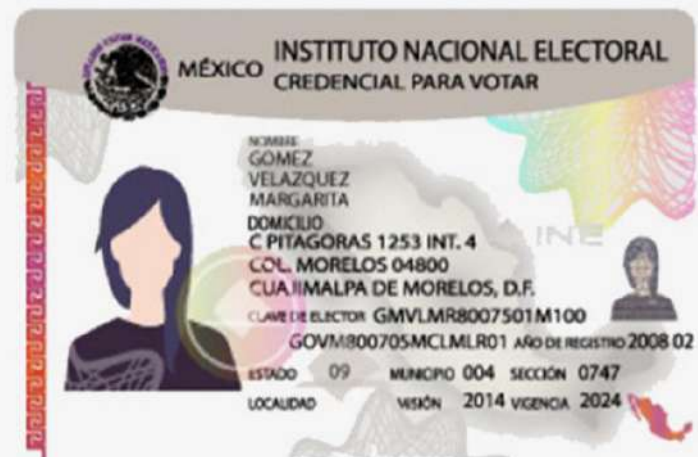 MÉXICO
INSTITUTO NACIONAL ELECTORAL
CREDENCIAL PARA VOTAR
NOMBRE
GOMEZ
VELAZQUEZ
MARGARITA
DOMICILIO
C PITAGORAS 1253 INT. 4
COL. MORELOS 04800
CUAJIMALPA DE MORELOS, D.F.
INE
CLAVE DE ELECTOR GMVLMR8007501M100
GOVM800705MCLMLR01 AÑO DE REGISTRO 2008 02
ESTADO 09 MUNICIPIO 004 SECCIÓN 0747
LOCALIDAD 2014 VIGENCIA 2024